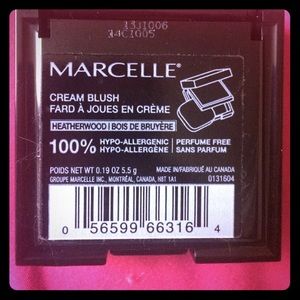 13J1006
14C1005
MARCELLE®
CREAM BLUSH
FARD À JOUES EN CRÈME
HEATHERWOOD | BOIS DE BRUYÈRE
100% HYPO-ALLERGENIC | PERFUME FREE
HYPO-ALLERGÈNE | SANS PARFUM
POIDS NET WT 0.19 OZ 5.5 g MADE IN/FABRIQUÉ AU CANADA
GROUPE MARCELLE INC., MONTRÉAL, CANADA, H8T 1A1 0131604
0 56599 66316 4